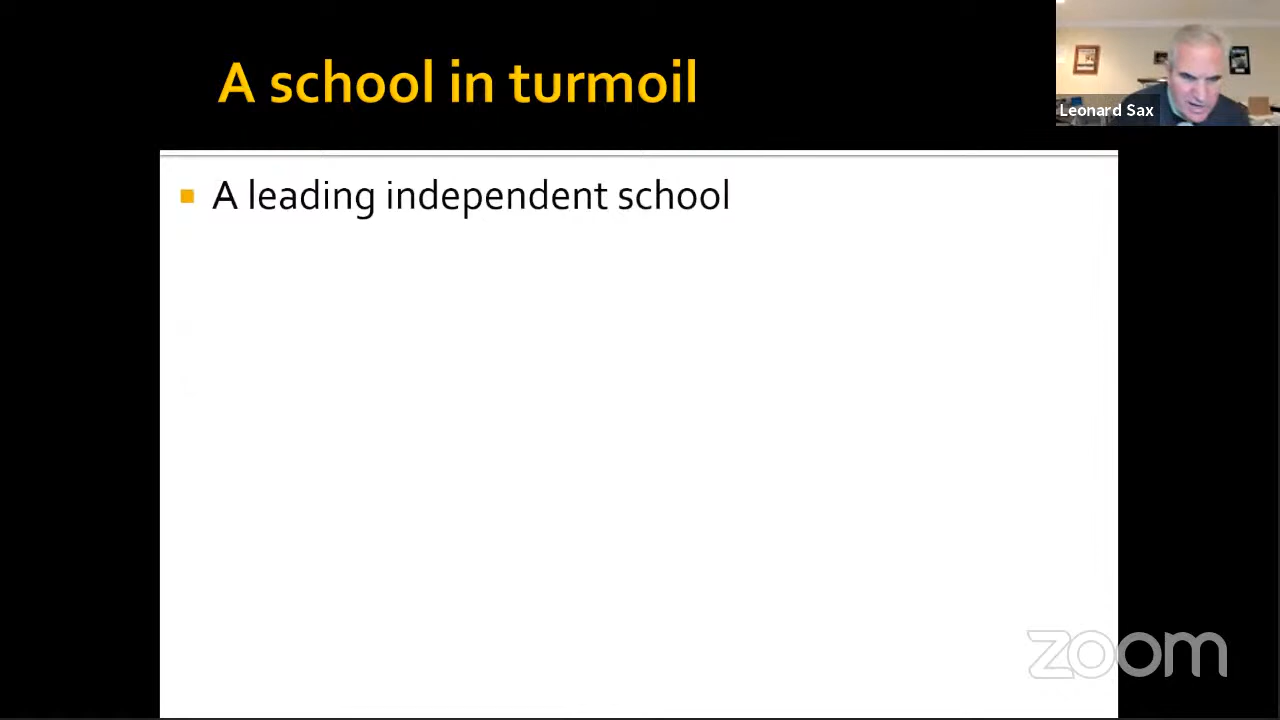 A school in turmoil
Leonard Sax
A leading independent school
zoom